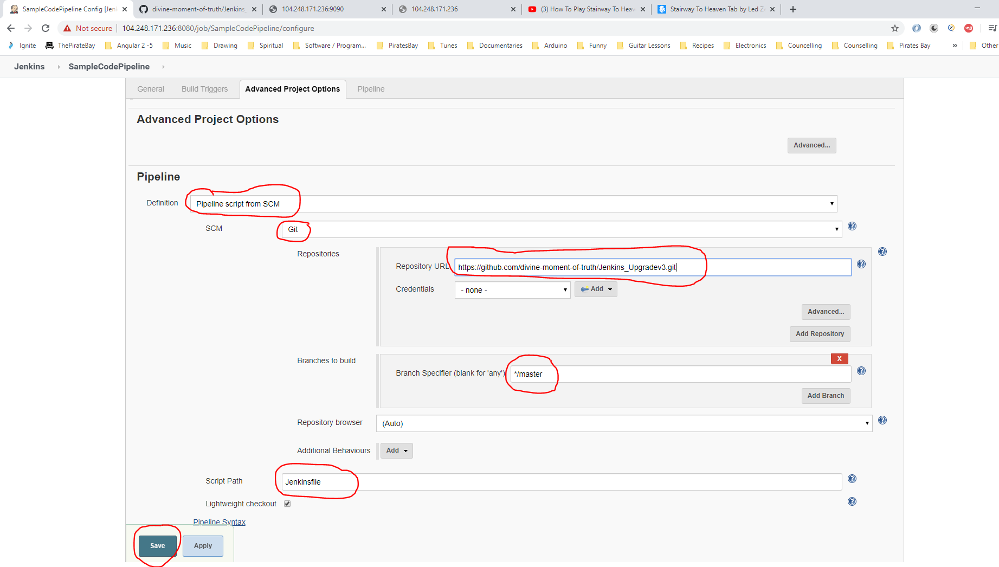 SampleCodePipeline Config [Jen
divine-moment-of-truth/Jenkins_
104.248.171.236:9090
104.248.171.236
(3) How To Play Stairway To Heav
Stairway To Heaven Tab by Led Z
Not secure
104.248.171.236:8080/job/SampleCodePipeline/configure
Ignite
ThePirateBay
Angular 2 -5
Music
Drawing
Spiritual
Software / Program...
PiratesBay
Tunes
Documentaries
Arduino
Funny
Guitar Lessons
Recipes
Electronics
Councelling
Counselling
Pirates Bay
»
Other
Jenkins
SampleCodePipeline
General
Build Triggers
Advanced Project Options
Pipeline
Advanced Project Options
Advanced...
Pipeline
Definition
Pipeline script from SCM
SCM
Git
Repositories
Repository URL
https://github.com/divine-moment-of-truth/Jenkins_Upgradev3.git
Credentials
- none -
Add
Advanced...
Add Repository
X
Branches to build
Branch Specifier (blank for 'any')
*/master
Add Branch
Repository browser
(Auto)
Additional Behaviours
Add
Script Path
Jenkinsfile
Lightweight checkout
Pipeline Syntax
Save
Apply